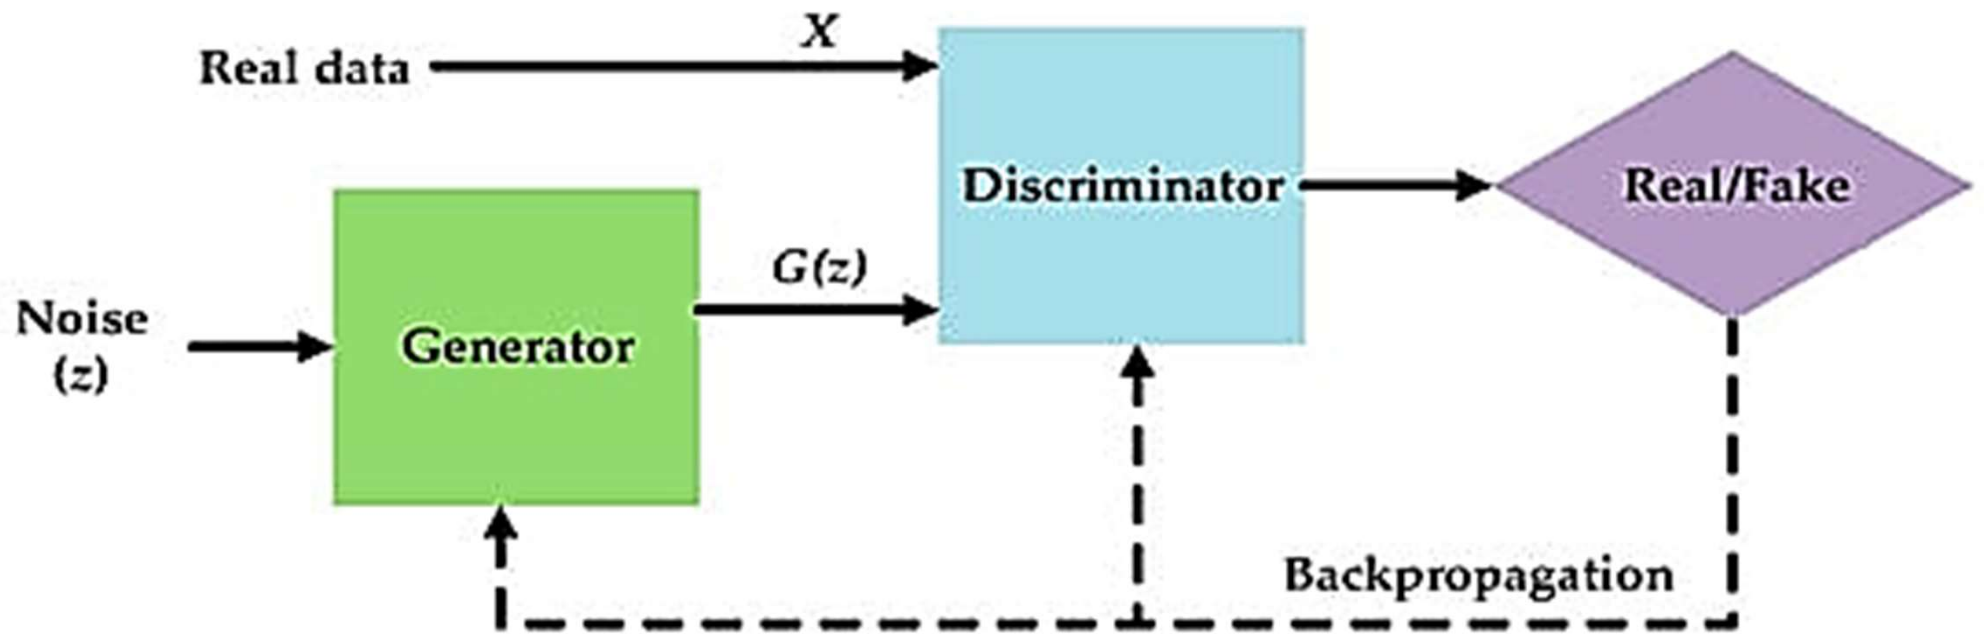 X
Real data
Discriminator
Real/Fake
G(z)
Noise
(z)
Generator
Backpropagation